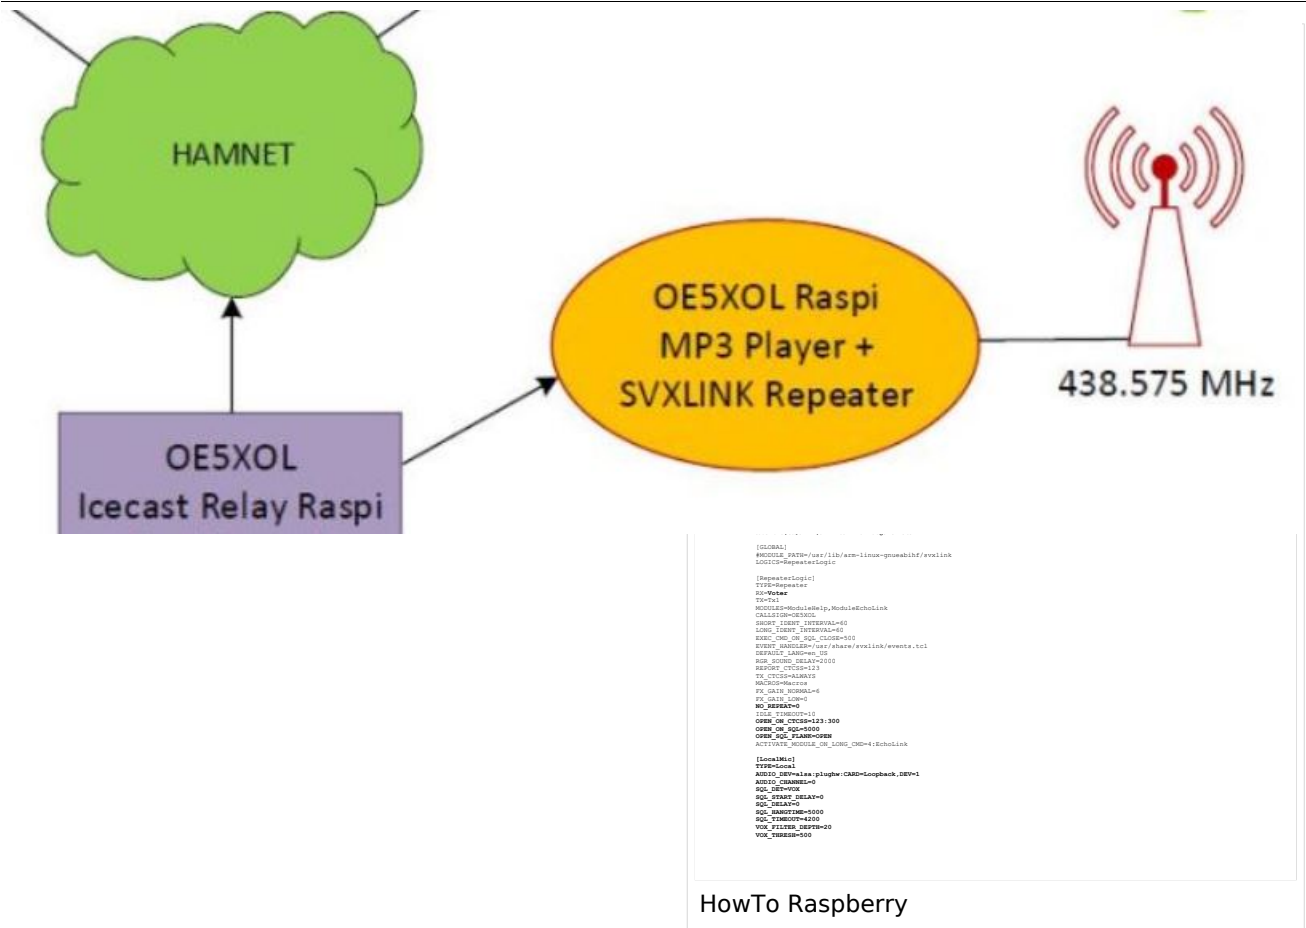 HAMNET
OE5XOL Raspi
MP3 Player +
SVXLINK Repeater
438.575 MHz
OE5XOL
Icecast Relay Raspi
[GLOBAL]
#MODULE_PATH=/usr/lib/arm-linux-gnueabihf/svxlink
LOGICS=RepeaterLogic
[RepeaterLogic]
TYPE=Repeater
RX=Voter
TX=Tx1
MODULES=ModuleHelp,ModuleEchoLink
CALLSIGN=OE5XOL
SHORT_IDENT_INTERVAL=60
LONG_IDENT_INTERVAL=60
EXEC_CMD_ON_SQL_CLOSE=500
EVENT_HANDLER=/usr/share/svxlink/events.tcl
DEFAULT_LANG=en_US
RGR_SOUND_DELAY=2000
REPORT_CTCSS=123
TX_CTCSS=ALWAYS
MACROS=Macros
FX_GAIN_NORMAL=6
FX_GAIN_LOW=0
NO_REPEAT=0
IDLE_TIMEOUT=10
OPEN_ON_CTCSS=123:300
OPEN_ON_SQL=5000
OPEN_SQL_FLANK=OPEN
ACTIVATE_MODULE_ON_LONG_CMD=4:EchoLink
[LocalMic]
TYPE=Local
AUDIO_DEV=alsa:plughw:CARD=Loopback,DEV=1
AUDIO_CHANNEL=0
SQL_DET=VOX
SQL_START_DELAY=0
SQL_DELAY=0
SQL_HANGTIME=5000
SQL_TIMEOUT=4200
VOX_FILTER_DEPTH=20
VOX_THRESH=500
HowTo Raspberry